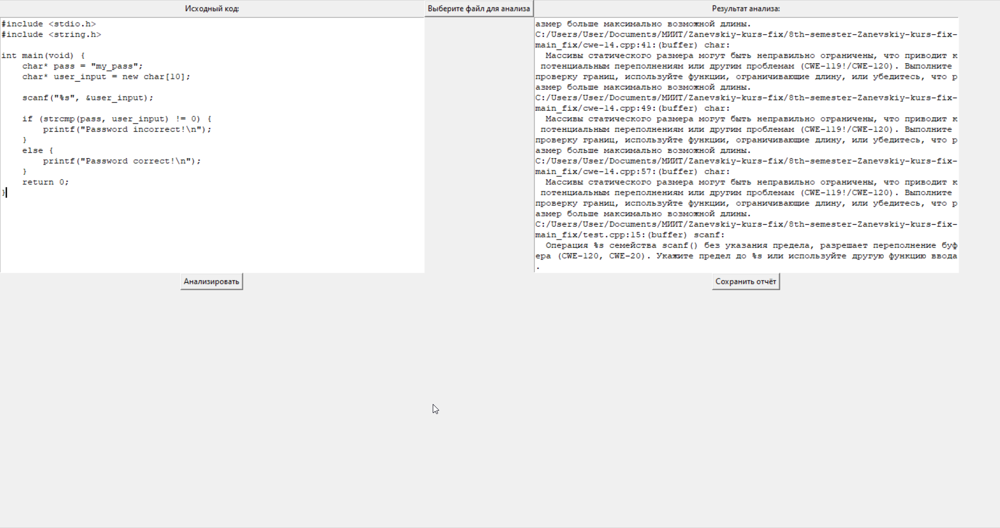 Исходный код:
Выберите файл для анализа
Результат анализа:
#include <stdio.h>
#include <string.h>
int main(void) {
    char* pass = "my_pass";
    char* user_input = new char[10];
    scanf("%s", &user_input);
    if (strcmp(pass, user_input) != 0) {
        printf("Password incorrect!\n");
    }
    else {
        printf("Password correct!\n");
    }
    return 0;
}
Анализировать
азмер больше максимально возможной длины.
C:/Users/User/Documents/МИИТ/Zanevskiy-kurs-fix/8th-semester-Zanevskiy-kurs-fix-
main_fix/cwe-14.cpp:41:(buffer) char:
  Массивы статического размера могут быть неправильно ограничены, что приводит к
 потенциальным переполнениям или другим проблемам (CWE-119!/CWE-120). Выполните
проверку границ, используйте функции, ограничивающие длину, или убедитесь, что р
азмер больше максимально возможной длины.
C:/Users/User/Documents/МИИТ/Zanevskiy-kurs-fix/8th-semester-Zanevskiy-kurs-fix-
main_fix/cwe-14.cpp:49:(buffer) char:
  Массивы статического размера могут быть неправильно ограничены, что приводит к
 потенциальным переполнениям или другим проблемам (CWE-119!/CWE-120). Выполните
проверку границ, используйте функции, ограничивающие длину, или убедитесь, что р
азмер больше максимально возможной длины.
C:/Users/User/Documents/МИИТ/Zanevskiy-kurs-fix/8th-semester-Zanevskiy-kurs-fix-
main_fix/cwe-14.cpp:57:(buffer) char:
  Массивы статического размера могут быть неправильно ограничены, что приводит к
 потенциальным переполнениям или другим проблемам (CWE-119!/CWE-120). Выполните
проверку границ, используйте функции, ограничивающие длину, или убедитесь, что р
азмер больше максимально возможной длины.
C:/Users/User/Documents/МИИТ/Zanevskiy-kurs-fix/8th-semester-Zanevskiy-kurs-fix-
main_fix/test.cpp:15:(buffer) scanf:
  Операция %s семейства scanf() без указания предела, разрешает переполнение буф
ера (CWE-120, CWE-20). Укажите предел до %s или используйте другую функцию ввода
.
Сохранить отчёт